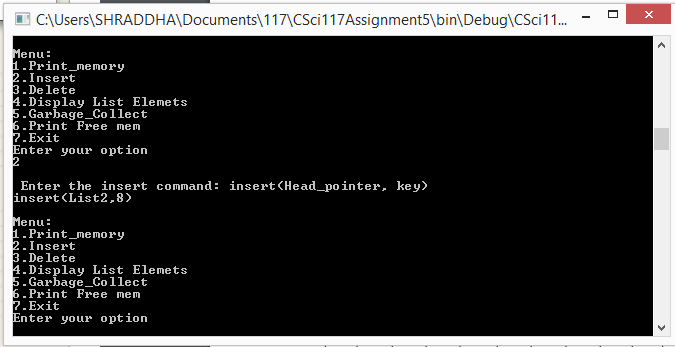 C:\Users\SHRADDHA\Documents\117\CSci117Assignment5\bin\Debug\CSci11...
Menu:
1.Print_memory
2.Insert
3.Delete
4.Display List Elemets
5.Garbage_Collect
6.Print Free mem
7.Exit
Enter your option
2
Enter the insert command: insert(Head_pointer, key)
insert(List2,8)
Menu:
1.Print_memory
2.Insert
3.Delete
4.Display List Elemets
5.Garbage_Collect
6.Print Free mem
7.Exit
Enter your option